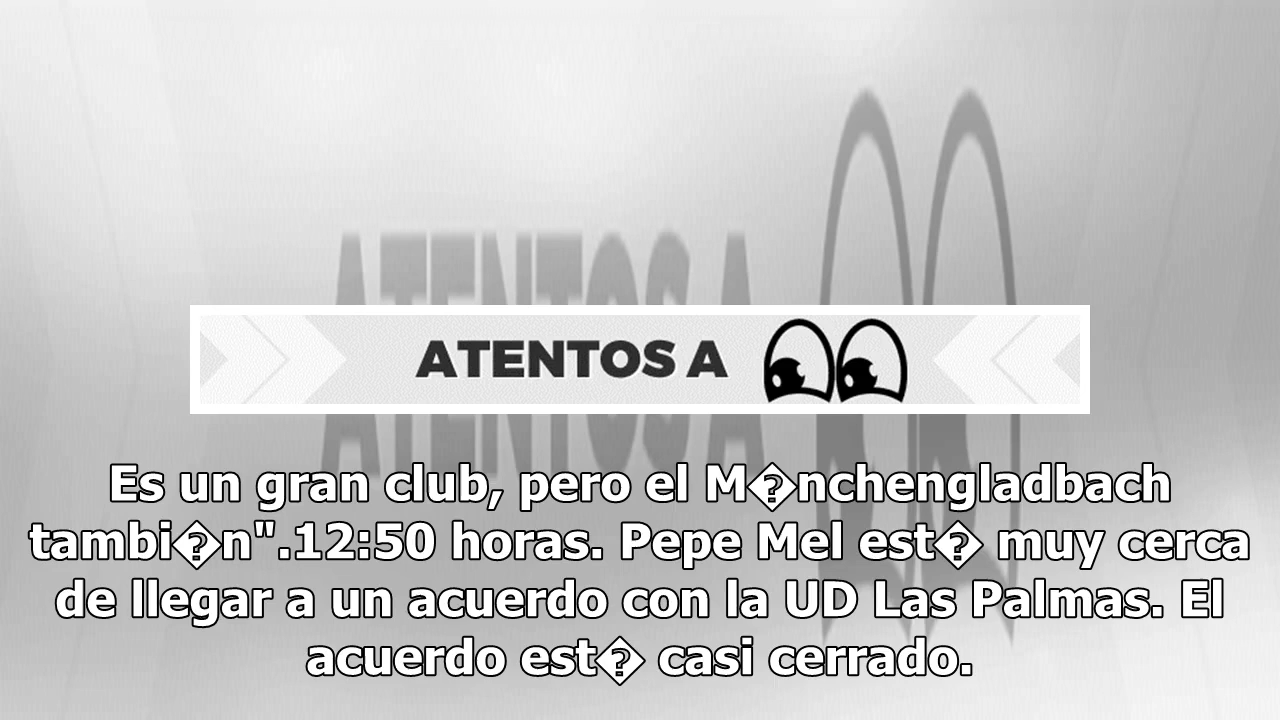 ATENTOS A
ATENTOS A
Es un gran club, pero el M�nchengladbach
tambi�n".12:50 horas. Pepe Mel est� muy cerca
de llegar a un acuerdo con la UD Las Palmas. El
acuerdo est� casi cerrado.